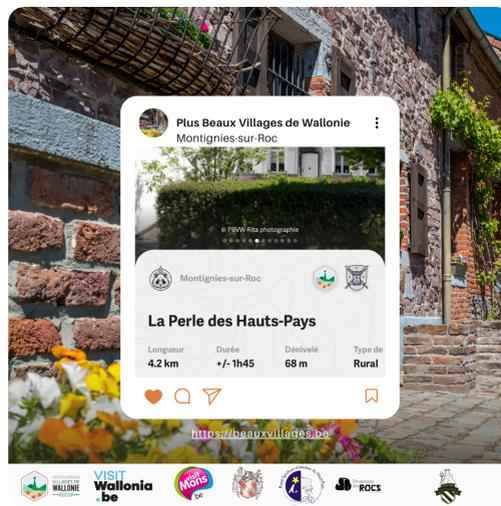 Plus Beaux Villages de Wallonie
Montignies-sur-Roc
© PBVW-Rita photographie
Montignies-sur-Roc
La Perle des Hauts-Pays
Longueur Durée Dénivelé Type de
4.2 km +/- 1h45 68 m Rural
https://beauxvillages.be
VILLAGES DE
WALLONIE
VISIT
Wallonia
.be
visit
Mons
.be
ROCS